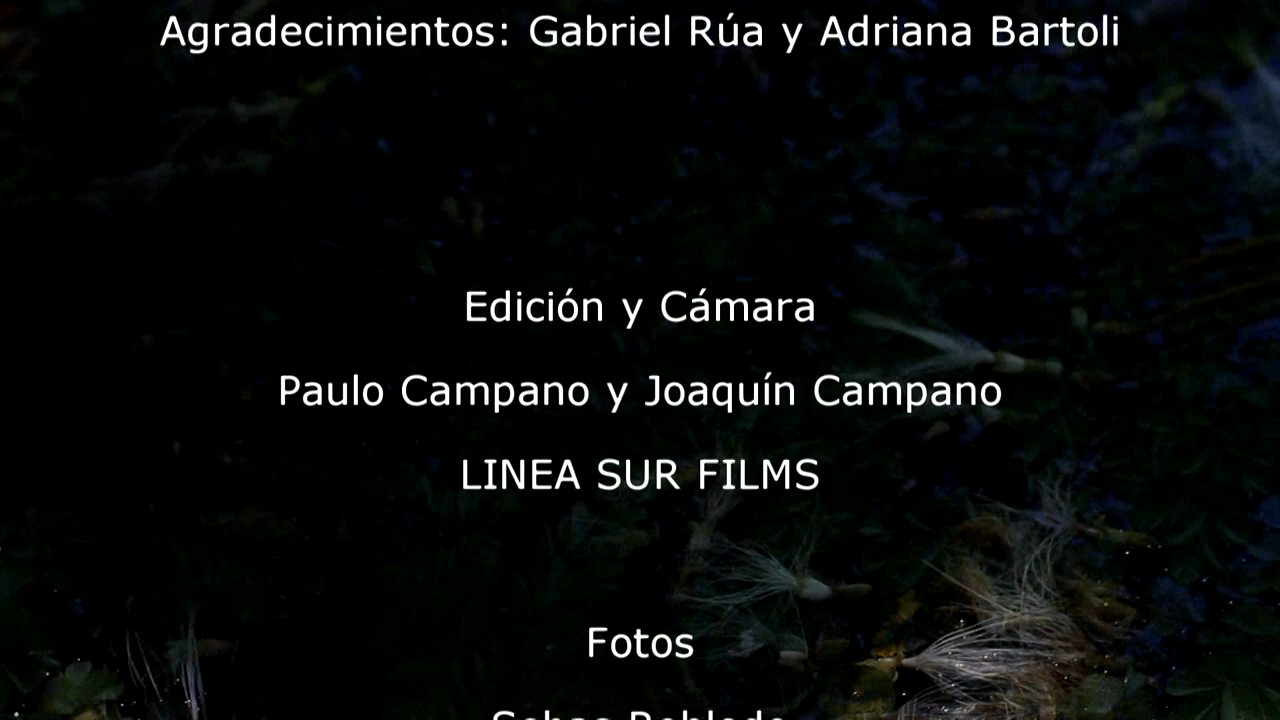 Agradecimientos: Gabriel Rúa y Adriana Bartoli
Edición y Cámara
Paulo Campano y Joaquín Campano
LINEA SUR FILMS
Fotos